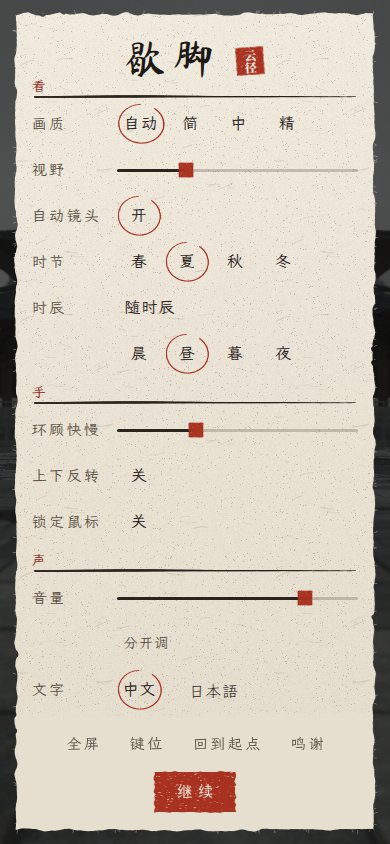 歇脚 云径
看
画质 自动 简 中 精
视野
自动镜头 开
时节 春 夏 秋 冬
时辰 随时辰
晨 昼 暮 夜
手
环顾快慢
上下反转 关
锁定鼠标 关
声
音量
分开调
文字 中文 日本語
全屏 键位 回到起点 鸣谢
继续